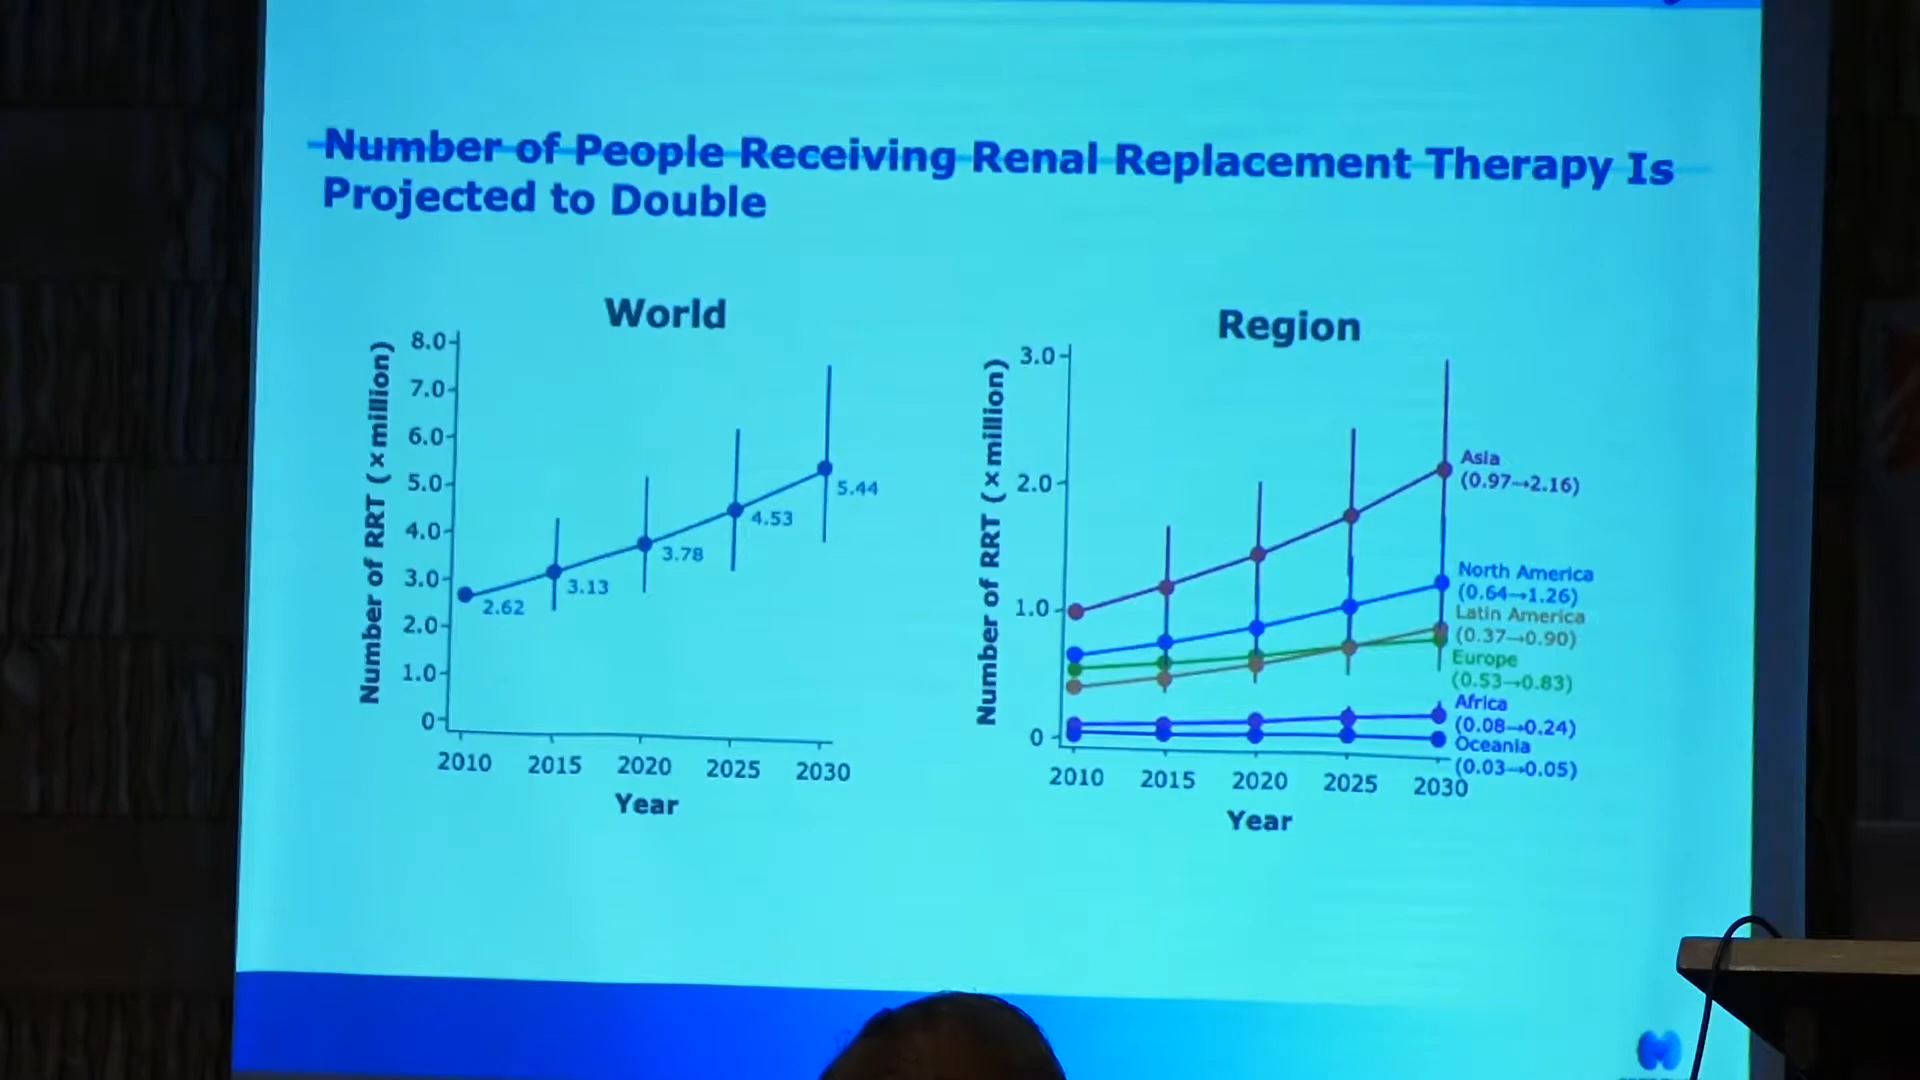 Number of People Receiving Renal Replacement Therapy Is
Projected to Double
World
Number of RRT (×million)
8.0
7.0
6.0
5.0
4.0
3.0
2.0
1.0
0
2.62
3.13
3.78
4.53
5.44
2010 2015 2020 2025 2030
Year
Region
Number of RRT (×million)
3.0
2.0
1.0
0
Asia
(0.97→2.16)
North America
(0.64→1.26)
Latin America
(0.37→0.90)
Europe
(0.53→0.83)
Africa
(0.08→0.24)
Oceania
(0.03→0.05)
2010 2015 2020 2025 2030
Year